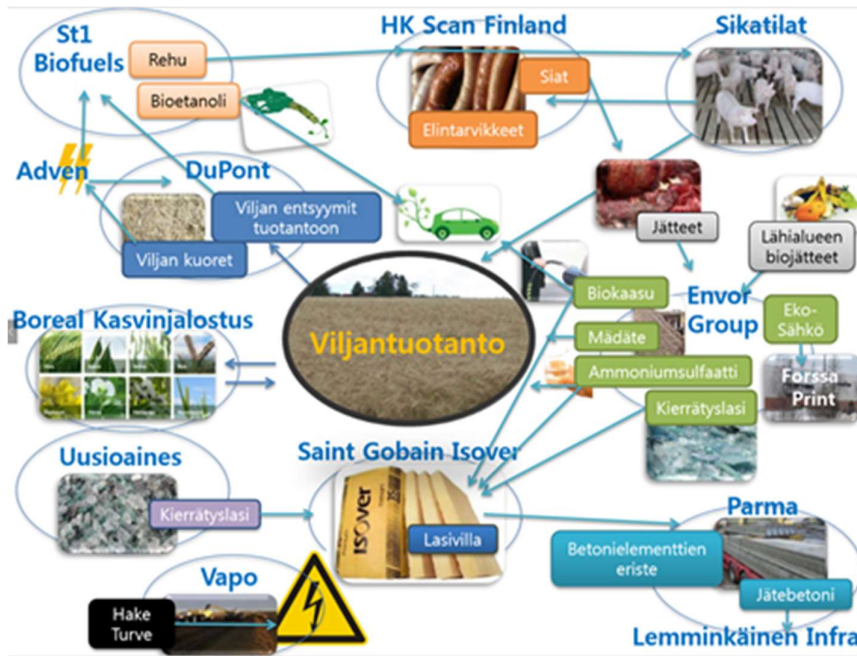 St1
Biofuels
Rehu
Bioetanoli
HK Scan Finland
Siat
Elintarvikkeet
Sikatilat
Adven
DuPont
Viljan entsyymit
tuotantoon
Viljan kuoret
Jätteet
Lähialueen
biojätteet
Boreal Kasvinjalostus
Viljantuotanto
Biokaasu
Envor
Group
Eko-
Sähkö
Mädäte
Ammoniumsulfaatti
Forssa
Print
Kierrätyslasi
Uusioaines
Kierrätyslasi
Saint Gobain Isover
isover
Lasivilla
Parma
Betonielementtien
eriste
Jätebetoni
Vapo
Hake
Turve
Lemminkäinen Infra